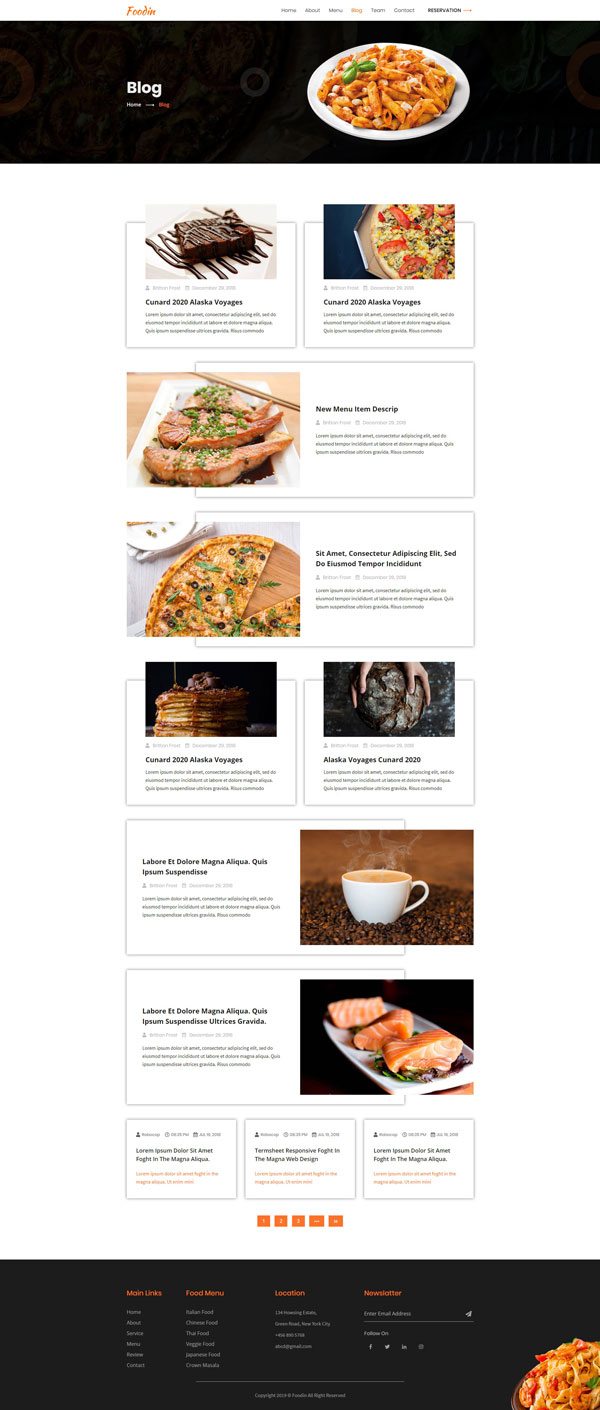 Foodin
Home About Menu Blog Team Contact RESERVATION
Blog
Home Blog
Britton Frost December 29, 2018
Cunard 2020 Alaska Voyages
Lorem ipsum dolor sit amet, consectetur adipiscing elit, sed do
eiusmod tempor incididunt ut labore et dolore magna aliqua.
Quis ipsum suspendisse ultrices gravida. Risus commodo
Britton Frost December 29, 2018
Cunard 2020 Alaska Voyages
Lorem ipsum dolor sit amet, consectetur adipiscing elit, sed do
eiusmod tempor incididunt ut labore et dolore magna aliqua.
Quis ipsum suspendisse ultrices gravida. Risus commodo
New Menu Item Descrip
Britton Frost December 29, 2018
Lorem ipsum dolor sit amet, consectetur adipiscing elit, sed do
eiusmod tempor incididunt ut labore et dolore magna aliqua. Quis
ipsum suspendisse ultrices gravida. Risus commodo
Sit Amet, Consectetur Adipiscing Elit, Sed
Do Eiusmod Tempor Incididunt
Britton Frost December 29, 2018
Lorem ipsum dolor sit amet, consectetur adipiscing elit, sed do
eiusmod tempor incididunt ut labore et dolore magna aliqua. Quis
ipsum suspendisse ultrices gravida. Risus commodo
Britton Frost December 29, 2018
Cunard 2020 Alaska Voyages
Lorem ipsum dolor sit amet, consectetur adipiscing elit, sed do
eiusmod tempor incididunt ut labore et dolore magna aliqua.
Quis ipsum suspendisse ultrices gravida. Risus commodo
Britton Frost December 29, 2018
Alaska Voyages Cunard 2020
Lorem ipsum dolor sit amet, consectetur adipiscing elit, sed do
eiusmod tempor incididunt ut labore et dolore magna aliqua.
Quis ipsum suspendisse ultrices gravida. Risus commodo
Labore Et Dolore Magna Aliqua. Quis
Ipsum Suspendisse
Britton Frost December 29, 2018
Lorem ipsum dolor sit amet, consectetur adipiscing elit, sed do
eiusmod tempor incididunt ut labore et dolore magna aliqua. Quis
ipsum suspendisse ultrices gravida. Risus commodo
Labore Et Dolore Magna Aliqua. Quis
Ipsum Suspendisse Ultrices Gravida.
Britton Frost December 29, 2018
Lorem ipsum dolor sit amet, consectetur adipiscing elit, sed do
eiusmod tempor incididunt ut labore et dolore magna aliqua. Quis
ipsum suspendisse ultrices gravida. Risus commodo
Robocop 08:28 PM Jul 19, 2018
Lorem Ipsum Dolor Sit Amet
Foght In The Magna Aliqua.
Lorem ipsum dolor sit amet foght in the
magna aliqua. Ut enim mini
Robocop 08:28 PM Jul 19, 2018
Termsheet Responsive Foght In
The Magna Web Design
Lorem ipsum dolor sit amet foght in the
magna aliqua. Ut enim mini
Robocop 08:28 PM Jul 19, 2018
Lorem Ipsum Dolor Sit Amet
Foght In The Magna Aliqua.
Lorem ipsum dolor sit amet foght in the
magna aliqua. Ut enim mini
1 2 3
Main Links
Home
About
Service
Menu
Review
Contact
Food Menu
Italian Food
Chinese Food
Thai Food
Veggie Food
Japanese Food
Crown Masala
Location
134 Howsing Estate,
Green Road, New York City
+456 890 5768
abcd@gmail.com
Newslatter
Enter Email Address
Follow On
Copyright 2019 © Foodin All Right Reserved